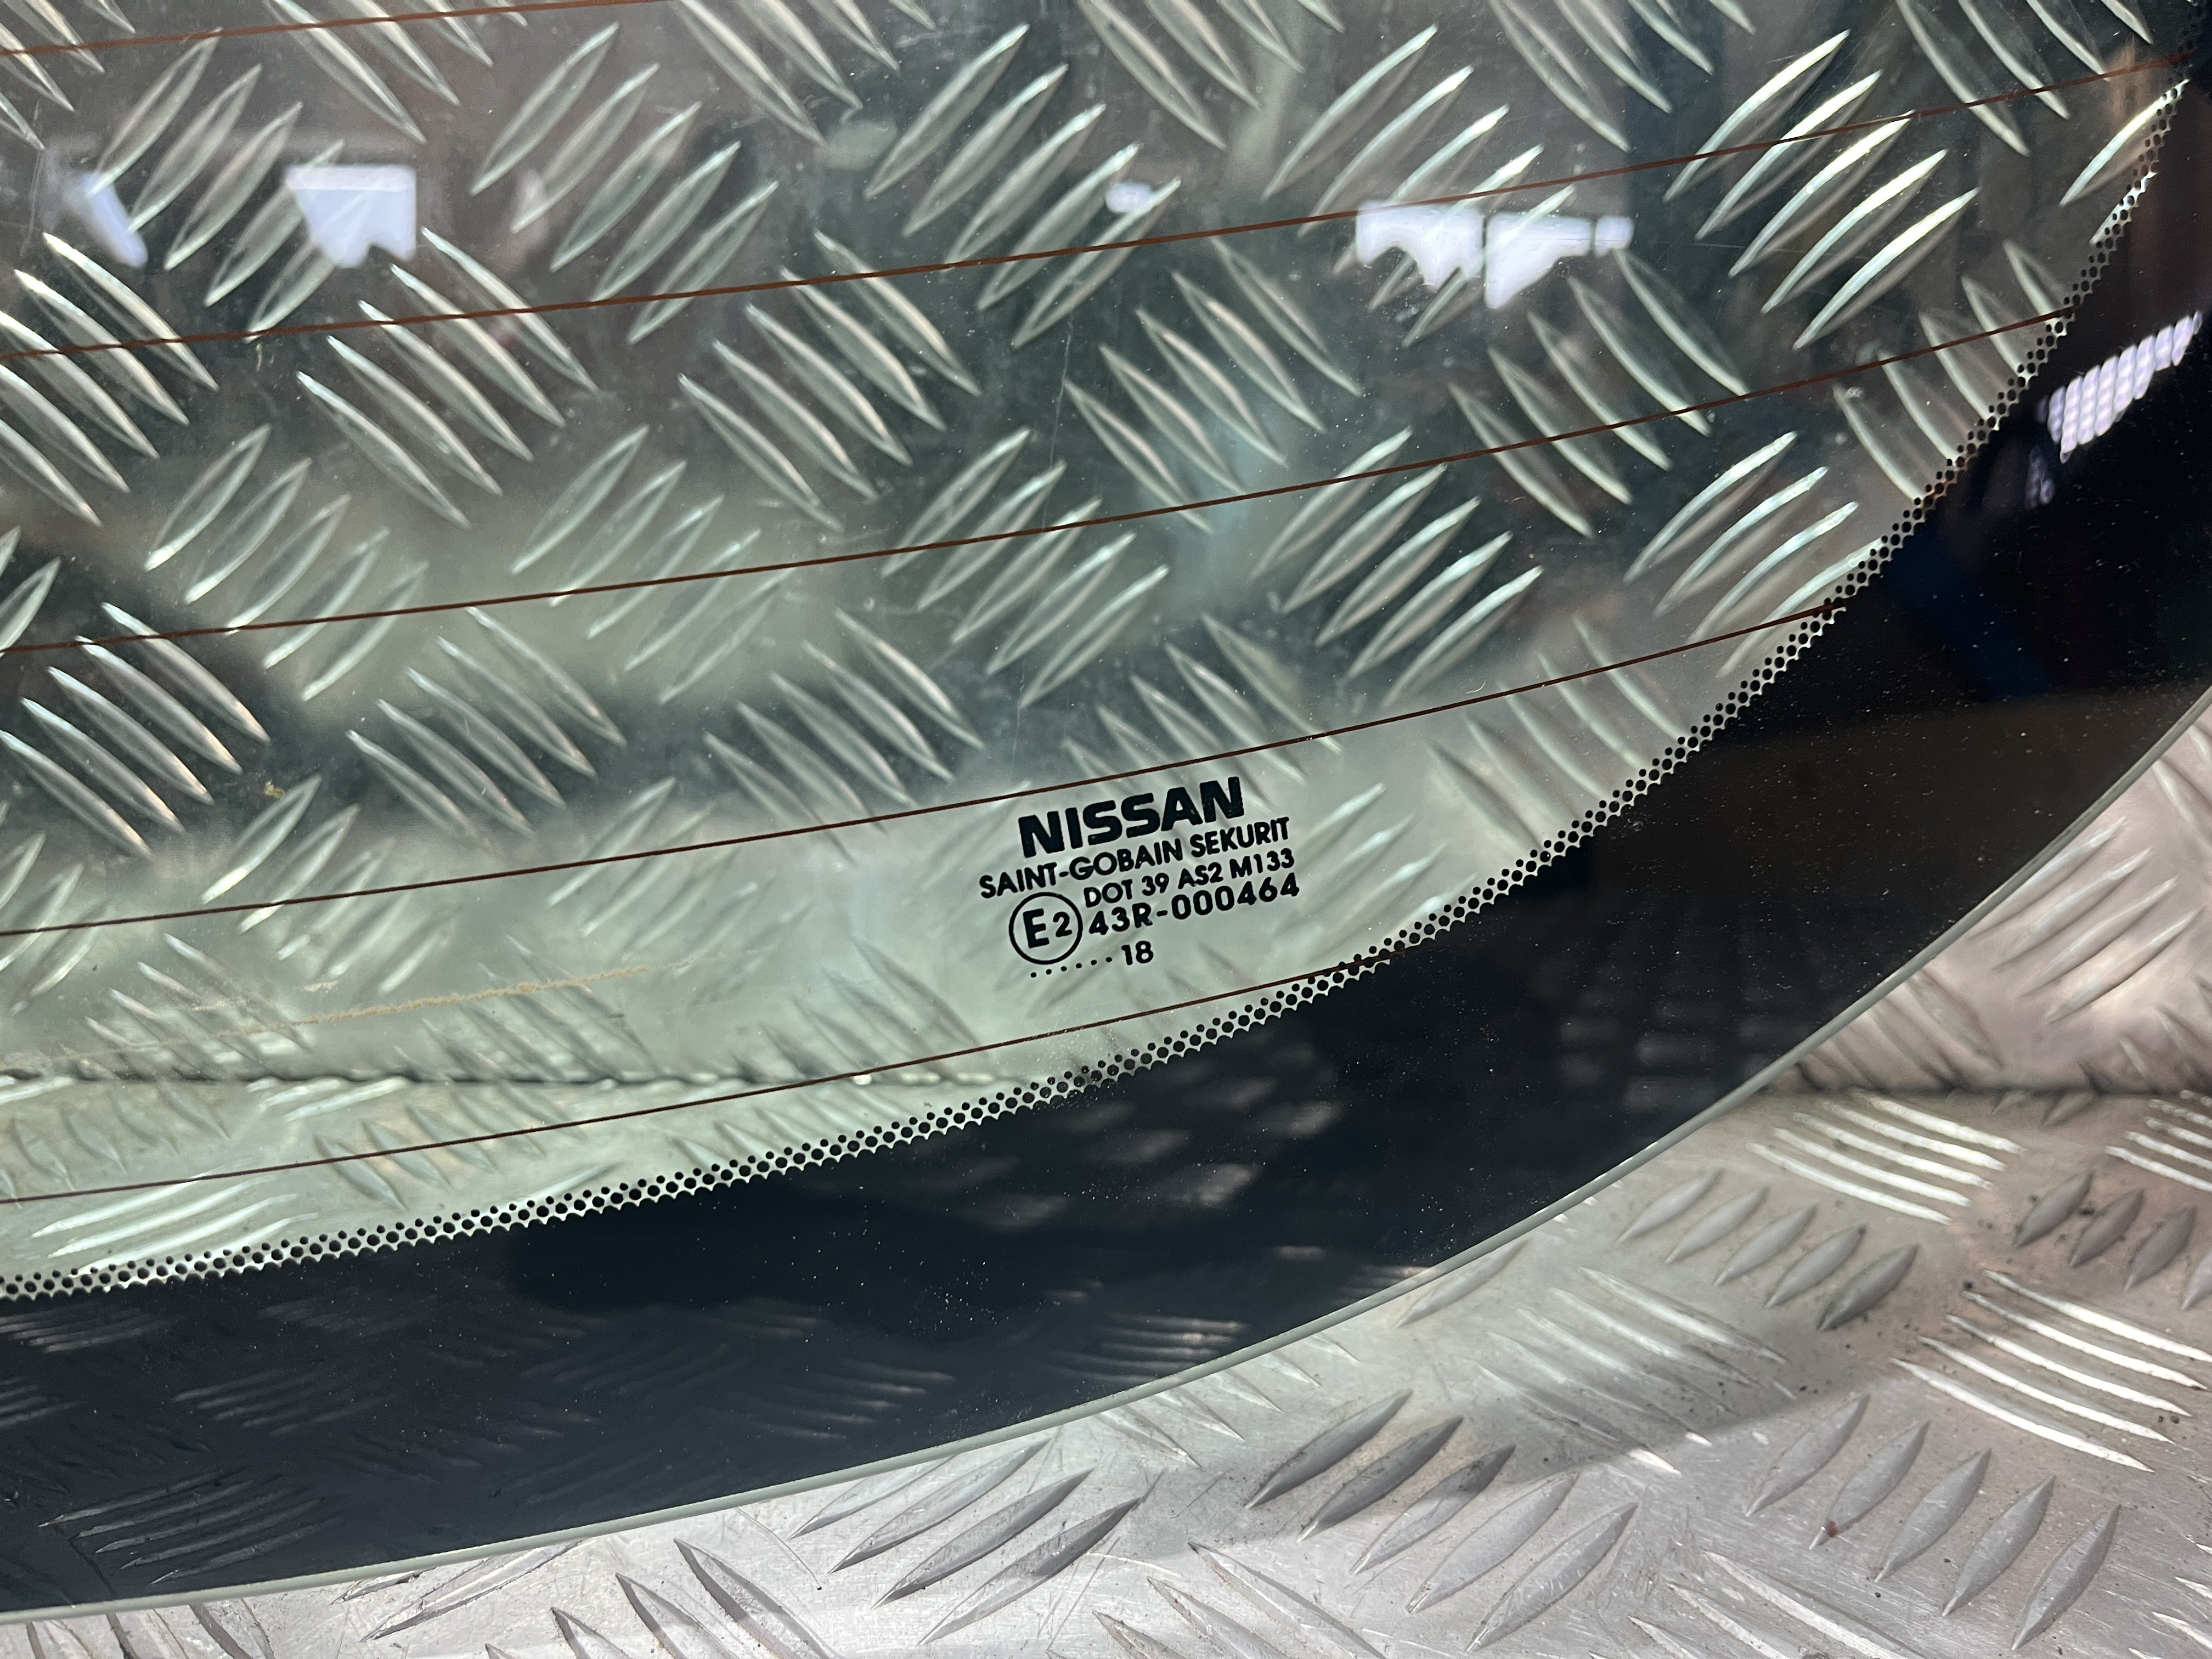 NISSAN
SAINT-GOBAIN SEKURIT
DOT 39 AS2 M133
E2 43R-000464
.......18